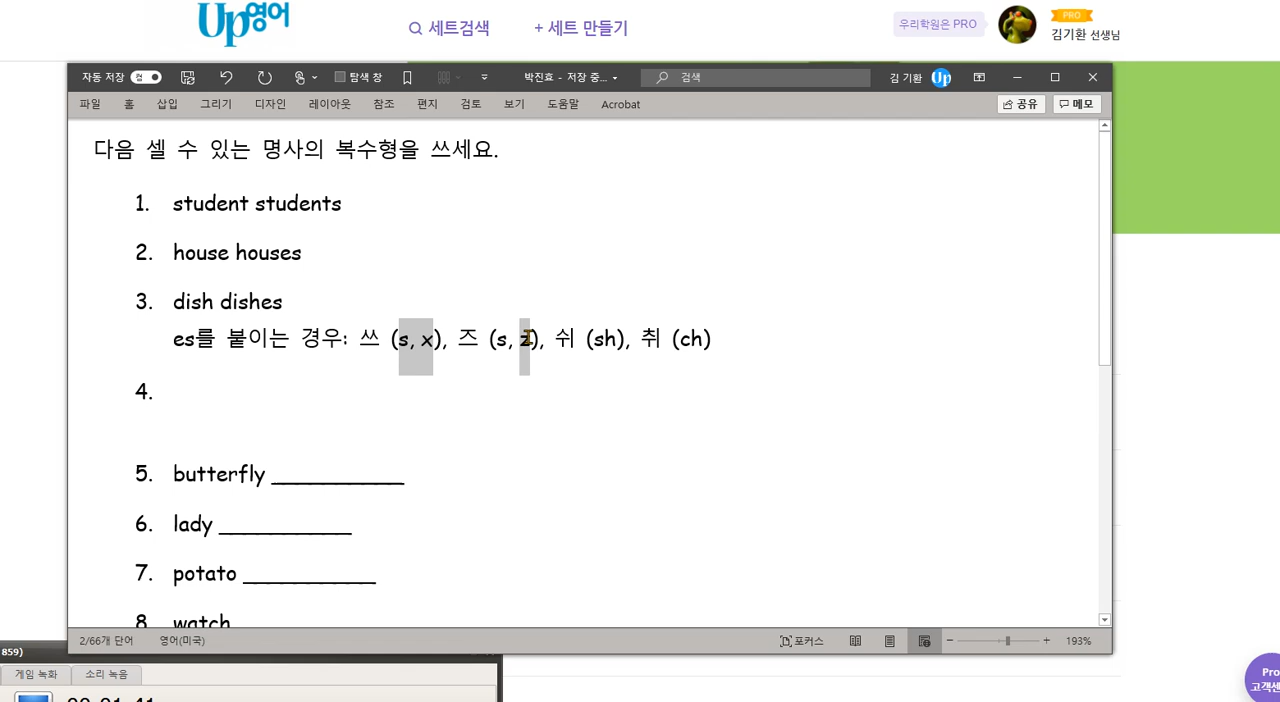 Up영어
세트검색
+ 세트 만들기
우리학원은 PRO
PRO
김기환 선생님
자동 저장
컴
탐색 창
박진효 - 저장 중...
검색
김 기환
Up
파일 홈 삽입 그리기 디자인 레이아웃 참조 편지 검토 보기 도움말 Acrobat
공유
메모
다음 셀 수 있는 명사의 복수형을 쓰세요.
1. student students
2. house houses
3. dish dishes
es를 붙이는 경우: 쓰 (s, x), 즈 (s, z), 쉬 (sh), 취 (ch)
4.
5. butterfly __________
6. lady __________
7. potato __________
8. watch
2/66개 단어 영어(미국)
포커스
193%
859)
게임 녹화 소리 녹음
Pro